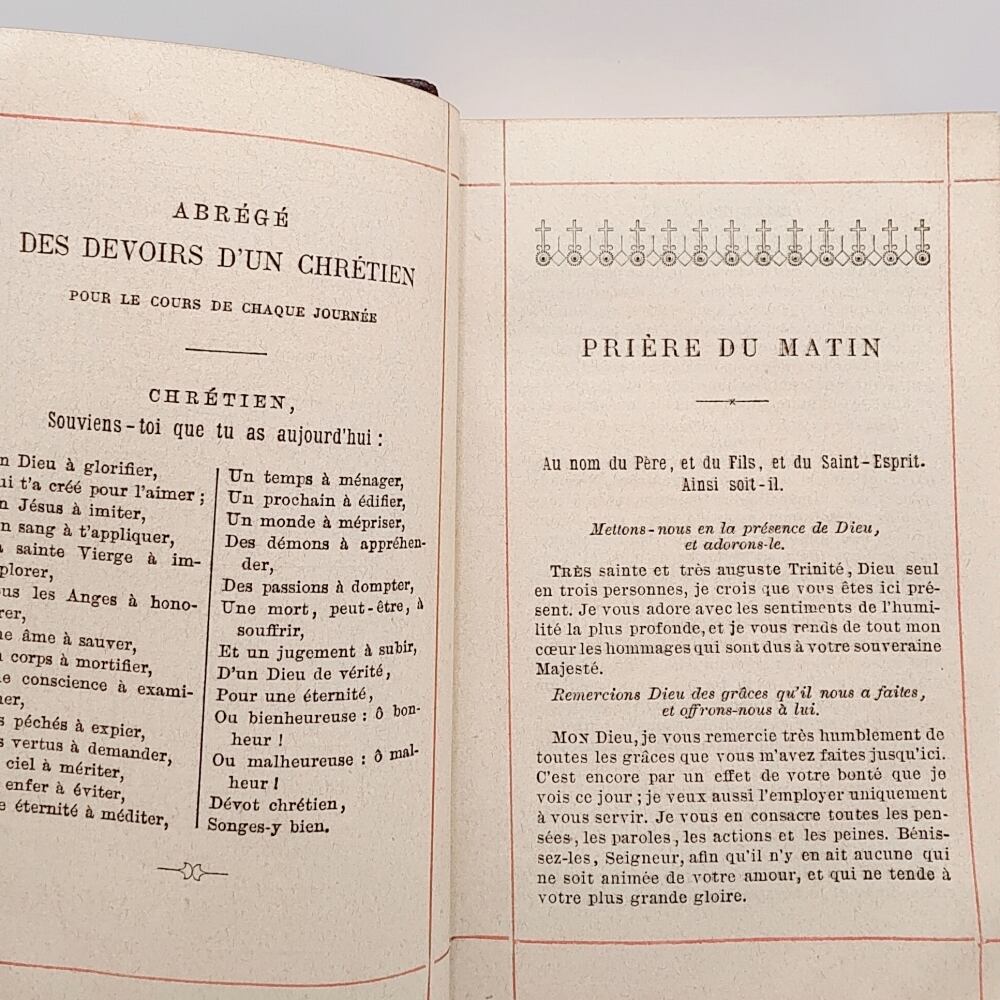 ABRÉGÉ
DES DEVOIRS D'UN CHRÉTIEN
POUR LE COURS DE CHAQUE JOURNÉE
CHRÉTIEN,
Souviens-toi que tu as aujourd'hui :
Dieu à glorifier,
t'a créé pour l'aimer ;
Jésus à imiter,
sang à t'appliquer,
sainte Vierge à im-
plorer,
les Anges à hono-
rer,
âme à sauver,
corps à mortifier,
conscience à exami-
ner,
péchés à expier,
vertus à demander,
ciel à mériter,
enfer à éviter,
éternité à méditer,
Un temps à ménager,
Un prochain à édifier,
Un monde à mépriser,
Des démons à appréhen-
der,
Des passions à dompter,
Une mort, peut-être, à
souffrir,
Et un jugement à subir,
D'un Dieu de vérité,
Pour une éternité,
Ou bienheureuse : ô bon-
heur !
Ou malheureuse : ô mal-
heur !
Dévot chrétien,
Songes-y bien.
PRIÈRE DU MATIN
Au nom du Père, et du Fils, et du Saint-Esprit.
Ainsi soit-il.
Mettons-nous en la présence de Dieu,
et adorons-le.
TRÈS sainte et très auguste Trinité, Dieu seul
en trois personnes, je crois que vous êtes ici pré-
sent. Je vous adore avec les sentiments de l'humi-
lité la plus profonde, et je vous rends de tout mon
cœur les hommages qui sont dus à votre souveraine
Majesté.
Remercions Dieu des grâces qu'il nous a faites,
et offrons-nous à lui.
MON Dieu, je vous remercie très humblement de
toutes les grâces que vous m'avez faites jusqu'ici.
C'est encore par un effet de votre bonté que je
vois ce jour ; je veux aussi l'employer uniquement
à vous servir. Je vous en consacre toutes les pen-
sées, les paroles, les actions et les peines. Bénis-
sez-les, Seigneur, afin qu'il n'y en ait aucune qui
ne soit animée de votre amour, et qui ne tende à
votre plus grande gloire.